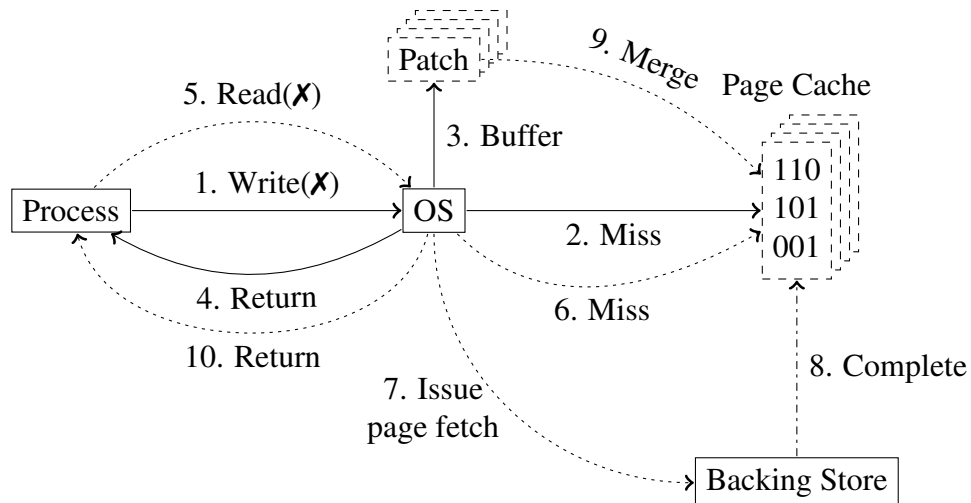 Patch
9. Merge
5. Read(✗)
Page Cache
3. Buffer
110
1. Write(✗)
Process
OS
101
2. Miss
001
4. Return
6. Miss
10. Return
8. Complete
7. Issue
page fetch
Backing Store